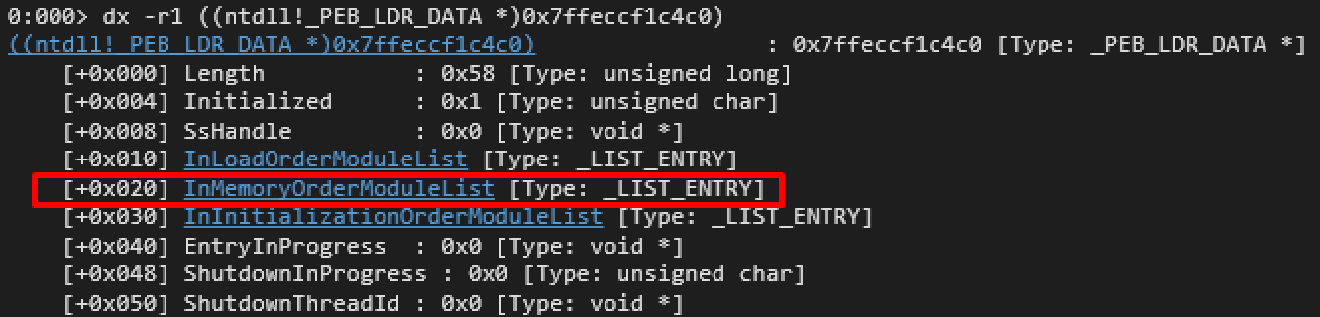 0:000> dx -r1 ((ntdll!_PEB_LDR_DATA *)0x7ffeccf1c4c0)
((ntdll!_PEB_LDR_DATA *)0x7ffeccf1c4c0) : 0x7ffeccf1c4c0 [Type: _PEB_LDR_DATA *]
[+0x000] Length : 0x58 [Type: unsigned long]
[+0x004] Initialized : 0x1 [Type: unsigned char]
[+0x008] SsHandle : 0x0 [Type: void *]
[+0x010] InLoadOrderModuleList [Type: _LIST_ENTRY]
[+0x020] InMemoryOrderModuleList [Type: _LIST_ENTRY]
[+0x030] InInitializationOrderModuleList [Type: _LIST_ENTRY]
[+0x040] EntryInProgress : 0x0 [Type: void *]
[+0x048] ShutdownInProgress : 0x0 [Type: unsigned char]
[+0x050] ShutdownThreadId : 0x0 [Type: void *]